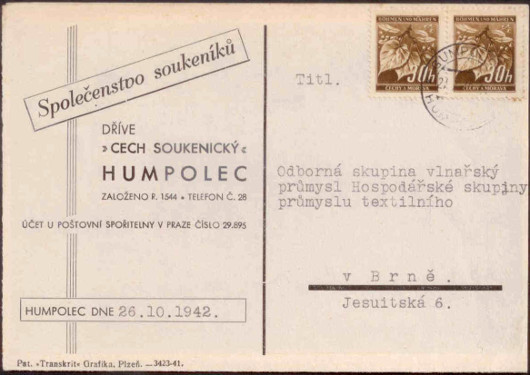 Společenstvo soukeníků
DŘÍVE
»CECH SOUKENICKÝ«
HUMPOLEC
ZALOŽENO R. 1544 • TELEFON Č. 28
ÚČET U POŠTOVNÍ SPOŘITELNY V PRAZE ČÍSLO 29.895
HUMPOLEC DNE 26.10.1942.
Pat. »Transkrit« Grafika, Plzeň. —3423-41.
BÖHMEN UND MÄHREN
30h
ČECHY A MORAVA
BÖHMEN UND MÄHREN
30h
ČECHY A MORAVA
Titl.
Odborná skupina vlnařský
průmysl Hospodářské skupiny
průmyslu textilního
v Brně.
Jesuitská 6.